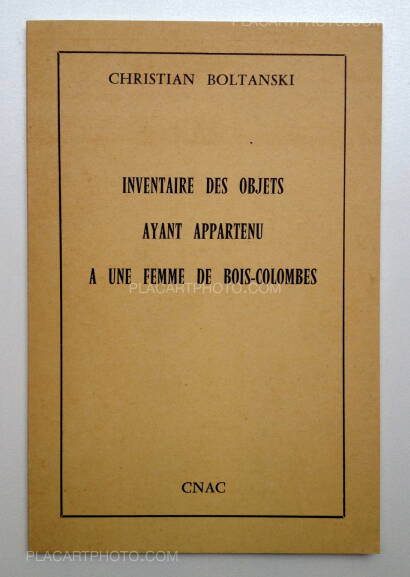 PLACARTPHOTO.COM
CHRISTIAN BOLTANSKI
INVENTAIRE DES OBJETS
AYANT APPARTENU
A UNE FEMME DE BOIS-COLOMBES
PLACARTPHOTO.COM
CNAC
PLACARTPHOTO.COM